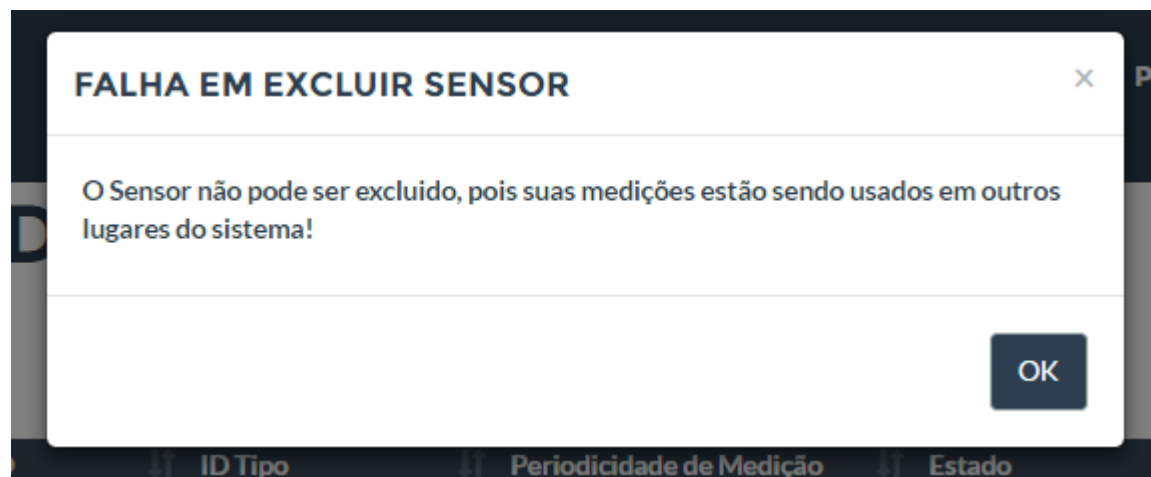 FALHA EM EXCLUIR SENSOR
×
P
O Sensor não pode ser excluido, pois suas medições estão sendo usados em outros
lugares do sistema!
D
OK
ID Tipo
Periodicidade de Medição
Estado